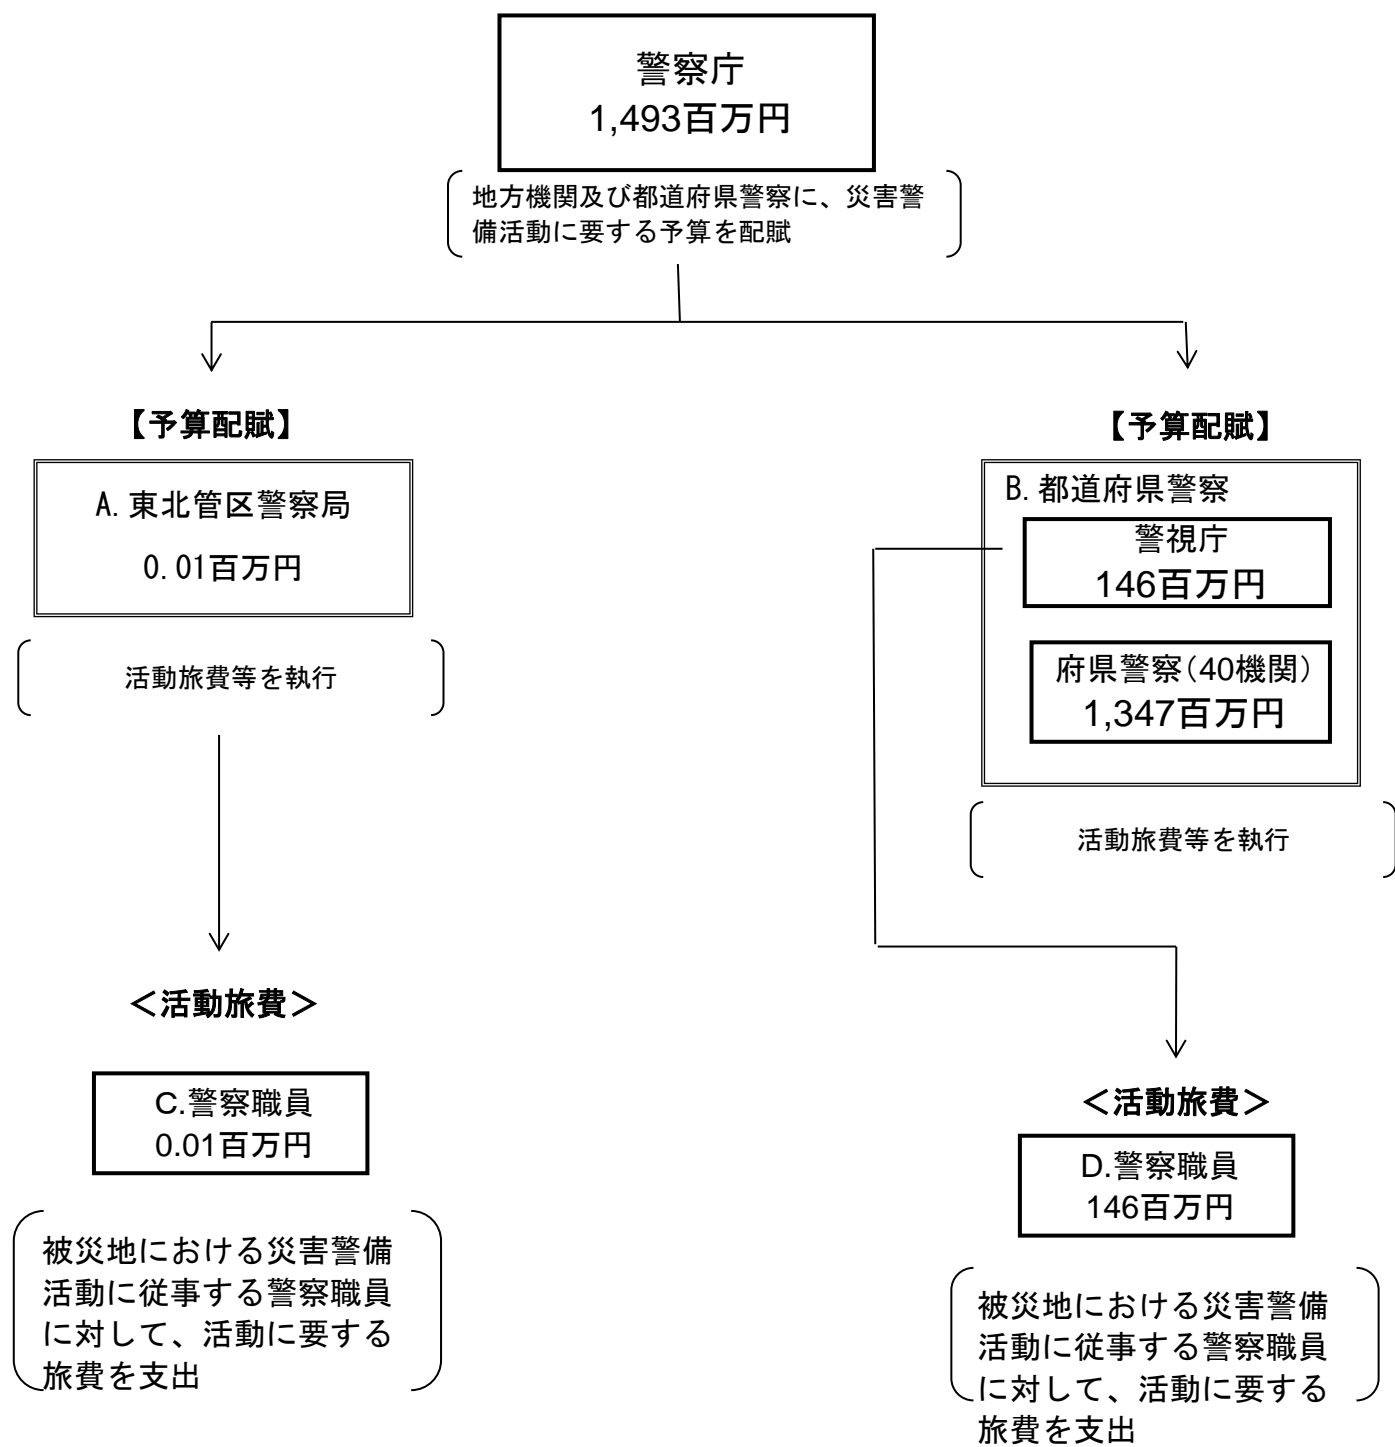 警察庁
1,493百万円
地方機関及び都道府県警察に、災害警
備活動に要する予算を配賦
【予算配賦】
A. 東北管区警察局
0.01百万円
活動旅費等を執行
＜活動旅費＞
C.警察職員
0.01百万円
被災地における災害警備
活動に従事する警察職員
に対して、活動に要する
旅費を支出
【予算配賦】
B. 都道府県警察
警視庁
146百万円
府県警察（40機関）
1,347百万円
活動旅費等を執行
＜活動旅費＞
D.警察職員
146百万円
被災地における災害警備
活動に従事する警察職員
に対して、活動に要する
旅費を支出